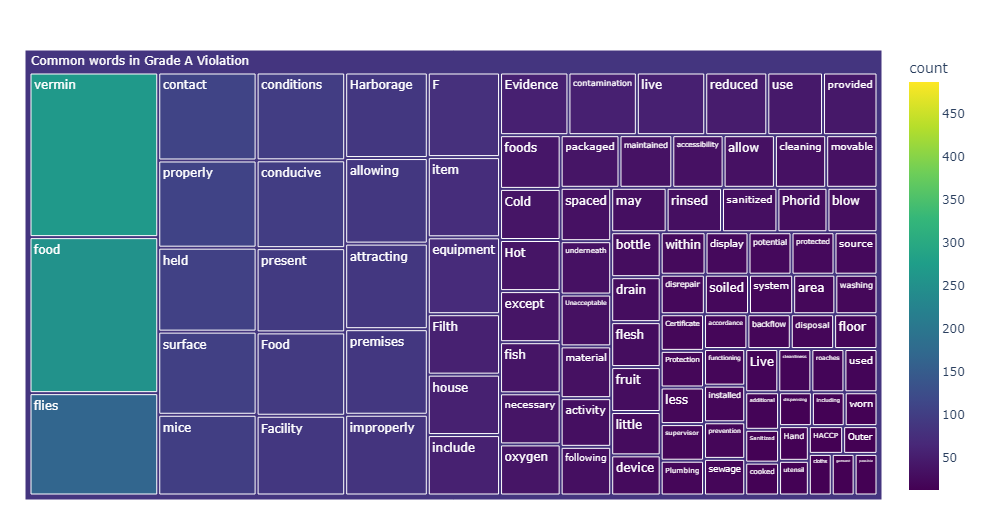 Common words in Grade A Violation
vermin
food
flies
contact
properly
held
surface
mice
conditions
conducive
present
Food
Facility
Harborage
allowing
attracting
premises
improperly
F
item
equipment
Filth
house
include
Evidence
contamination
live
reduced
use
provided
foods
packaged
maintained
accessibility
allow
cleaning
movable
Cold
Hot
except
fish
necessary
oxygen
spaced
underneath
Unacceptable
material
activity
following
may
rinsed
sanitized
Phorid
blow
bottle
drain
flesh
fruit
little
device
within
display
potential
protected
source
disrepair
soiled
system
area
washing
Certificate
accordance
backflow
disposal
floor
Protection
less
supervisor
Plumbing
functioning
installed
prevention
sewage
Live
cleanliness
roaches
used
additional
dispensing
including
worn
Sanitized
cooked
Hand
HACCP
Outer
utensil
cloths
count
450
400
350
300
250
200
150
100
50